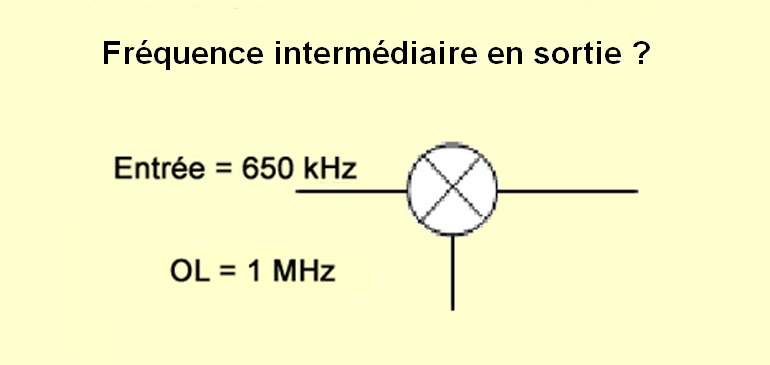 Fréquence intermédiaire en sortie ?
Entrée = 650 kHz
OL = 1 MHz